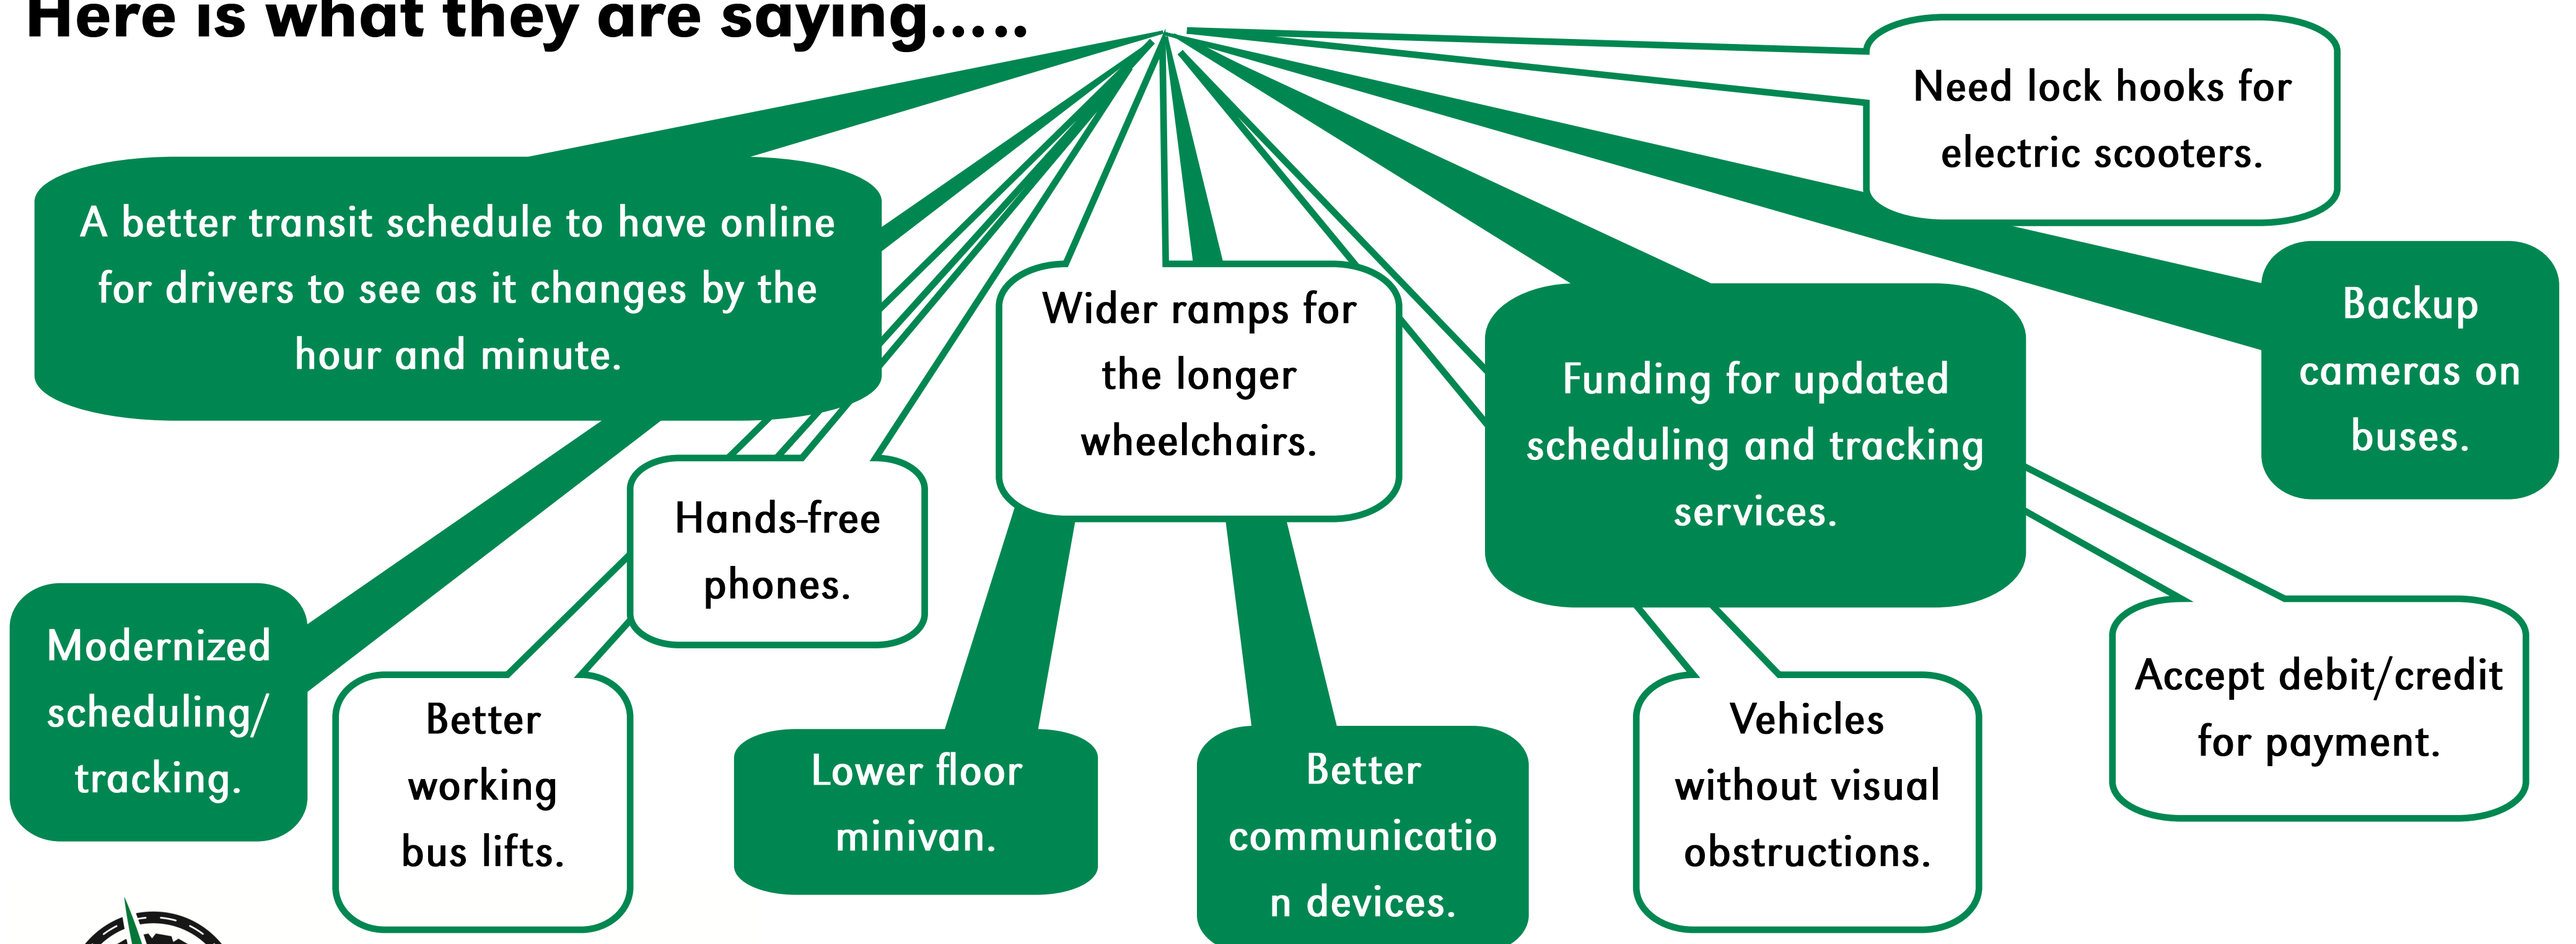 Here is what they are saying.....
Need lock hooks for
electric scooters.
A better transit schedule to have online
for drivers to see as it changes by the
hour and minute.
Wider ramps for
the longer
wheelchairs.
Funding for updated
scheduling and tracking
services.
Backup
cameras on
buses.
Hands-free
phones.
Modernized
scheduling/
tracking.
Better
working
bus lifts.
Lower floor
minivan.
Better
communicatio
n devices.
Vehicles
without visual
obstructions.
Accept debit/credit
for payment.